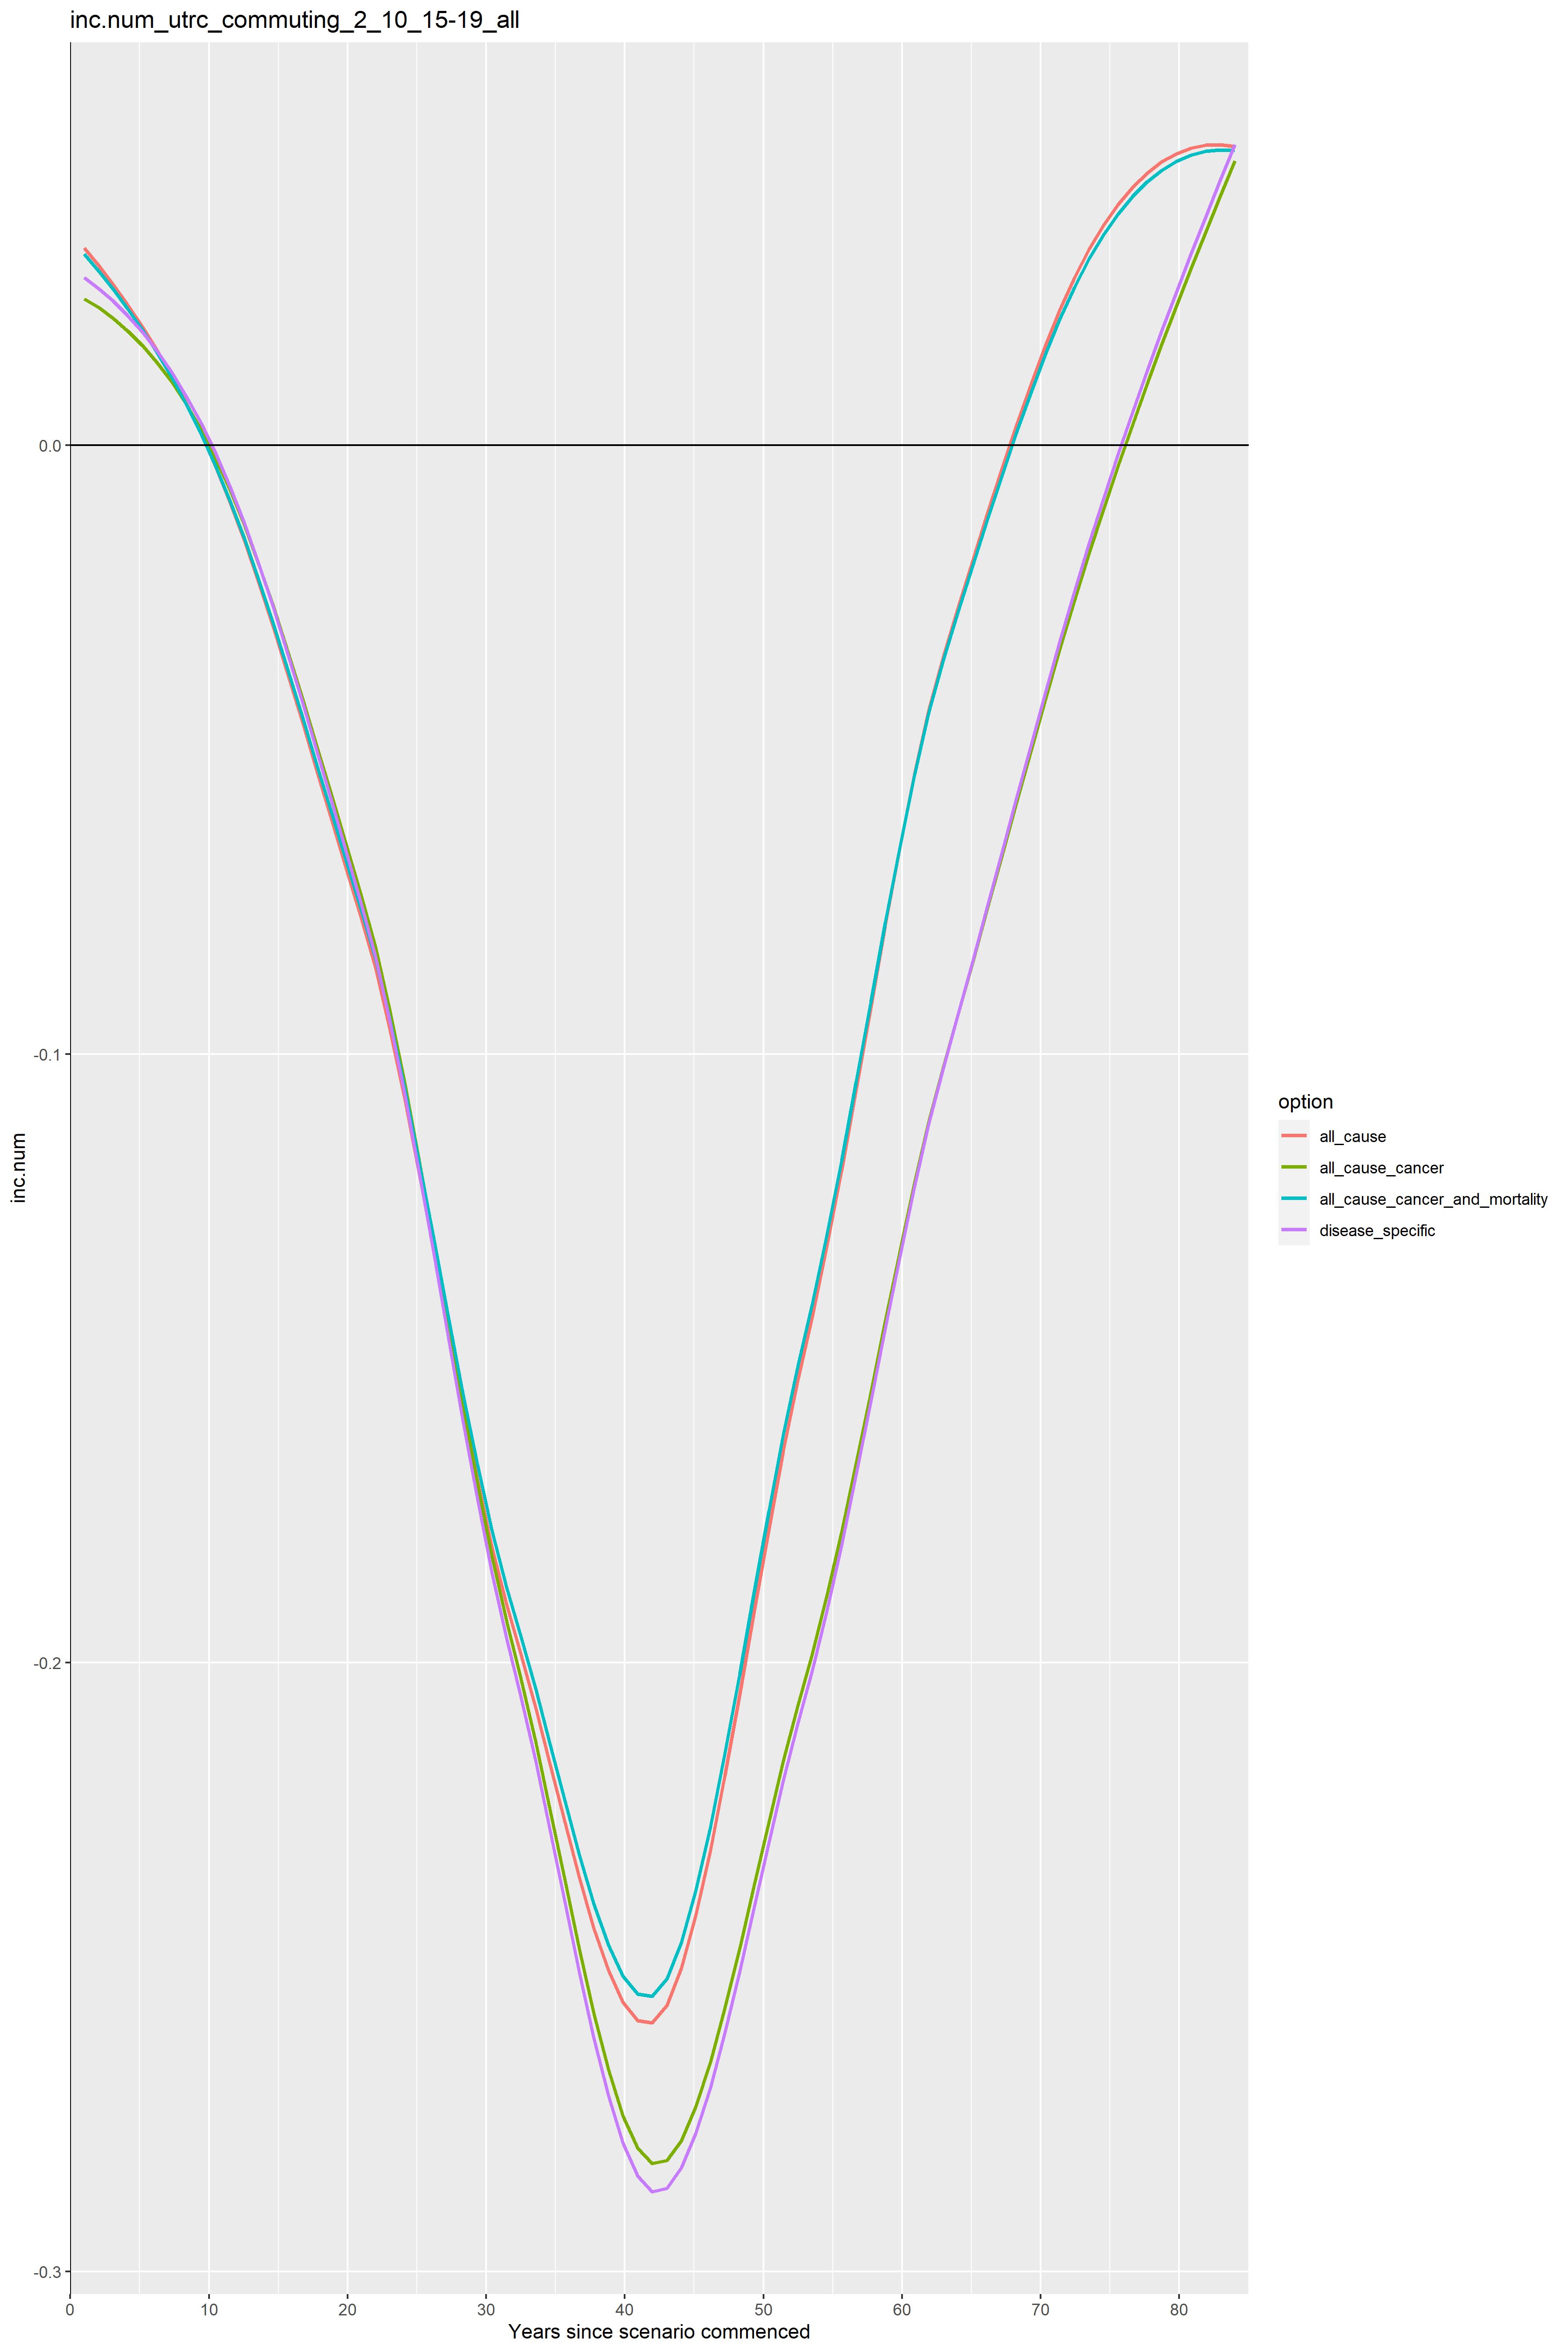 inc.num_utrc_commuting_2_10_15-19_all
0.0
-0.1
-0.2
-0.3
inc.num
0 10 20 30 40 50 60 70 80
Years since scenario commenced
option
all_cause
all_cause_cancer
all_cause_cancer_and_mortality
disease_specific